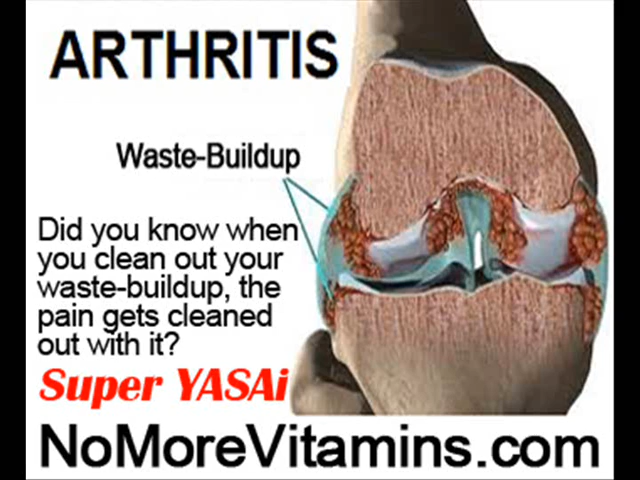 ARTHRITIS
Waste-Buildup
Did you know when
you clean out your
waste-buildup, the
pain gets cleaned
out with it?
Super YASAi
NoMoreVitamins.com